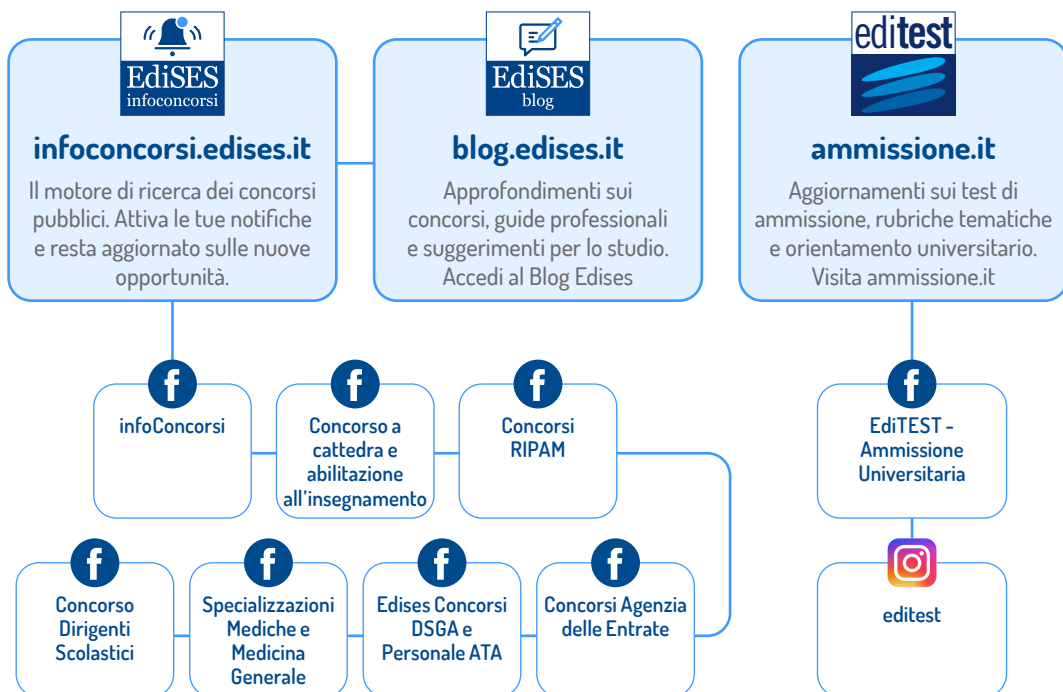 EdiSES
infoconcorsi
infoconcorsi.edises.it
Il motore di ricerca dei concorsi
pubblici. Attiva le tue notifiche
e resta aggiornato sulle nuove
opportunità.
EdiSES
blog
blog.edises.it
Approfondimenti sui
concorsi, guide professionali
e suggerimenti per lo studio.
Accedi al Blog Edises
editest
ammissione.it
Aggiornamenti sui test di
ammissione, rubriche tematiche
e orientamento universitario.
Visita ammissione.it
infoConcorsi
Concorso a
cattedra e
abilitazione
all'insegnamento
Concorsi
RIPAM
EdiTEST -
Ammissione
Universitaria
Concorso
Dirigenti
Scolastici
Specializzazioni
Mediche e
Medicina
Generale
Edises Concorsi
DSGA e
Personale ATA
Concorsi Agenzia
delle Entrate
editest